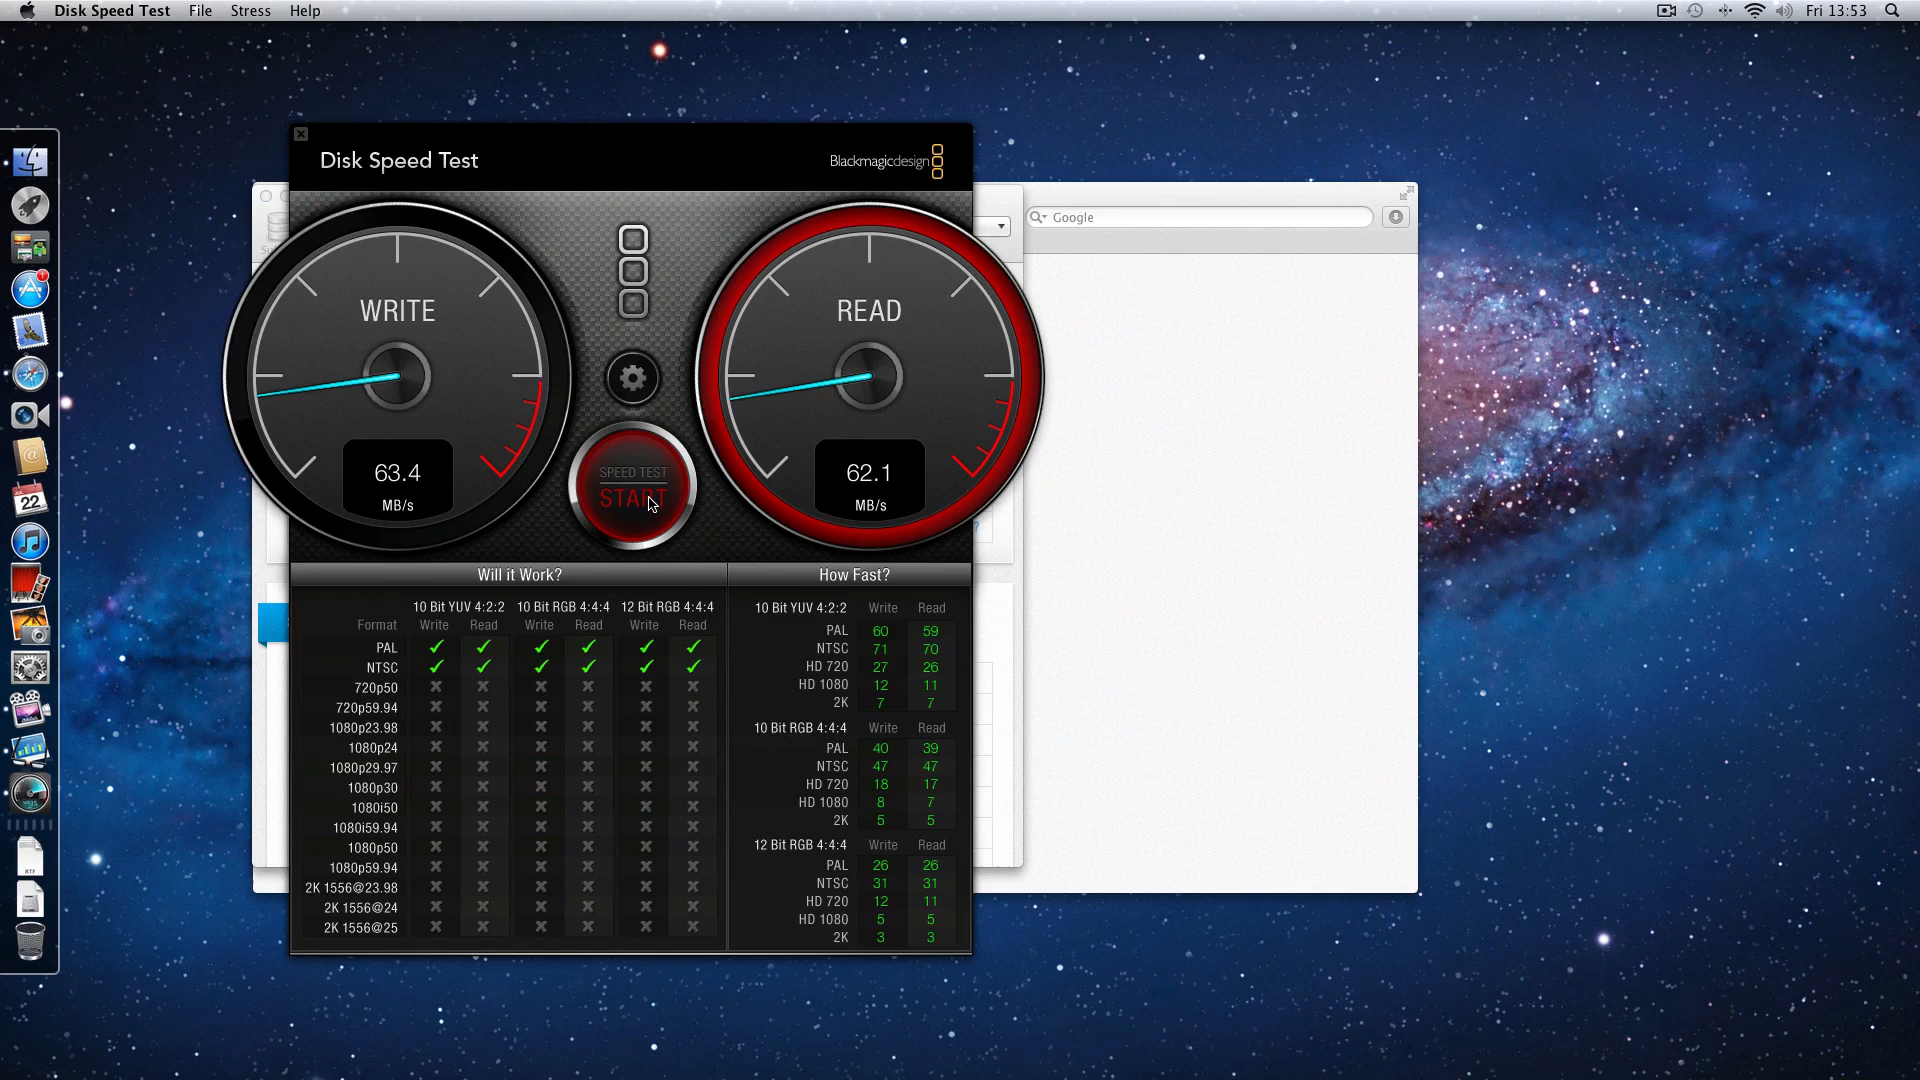 Disk Speed Test File Stress Help Fri 13:53
Disk Speed Test Blackmagicdesign
Google
WRITE
63.4
MB/s
SPEED TEST
START
READ
62.1
MB/s
Will it Work?
10 Bit YUV 4:2:2 10 Bit RGB 4:4:4 12 Bit RGB 4:4:4
Format Write Read Write Read Write Read
PAL
NTSC
720p50
720p59.94
1080p23.98
1080p24
1080p29.97
1080p30
1080i50
1080i59.94
1080p50
1080p59.94
2K 1556@23.98
2K 1556@24
2K 1556@25
How Fast?
10 Bit YUV 4:2:2 Write Read
PAL 60 59
NTSC 71 70
HD 720 27 26
HD 1080 12 11
2K 7 7
10 Bit RGB 4:4:4 Write Read
PAL 40 39
NTSC 47 47
HD 720 18 17
HD 1080 8 7
2K 5 5
12 Bit RGB 4:4:4 Write Read
PAL 26 26
NTSC 31 31
HD 720 12 11
HD 1080 5 5
2K 3 3
1
22
RTF